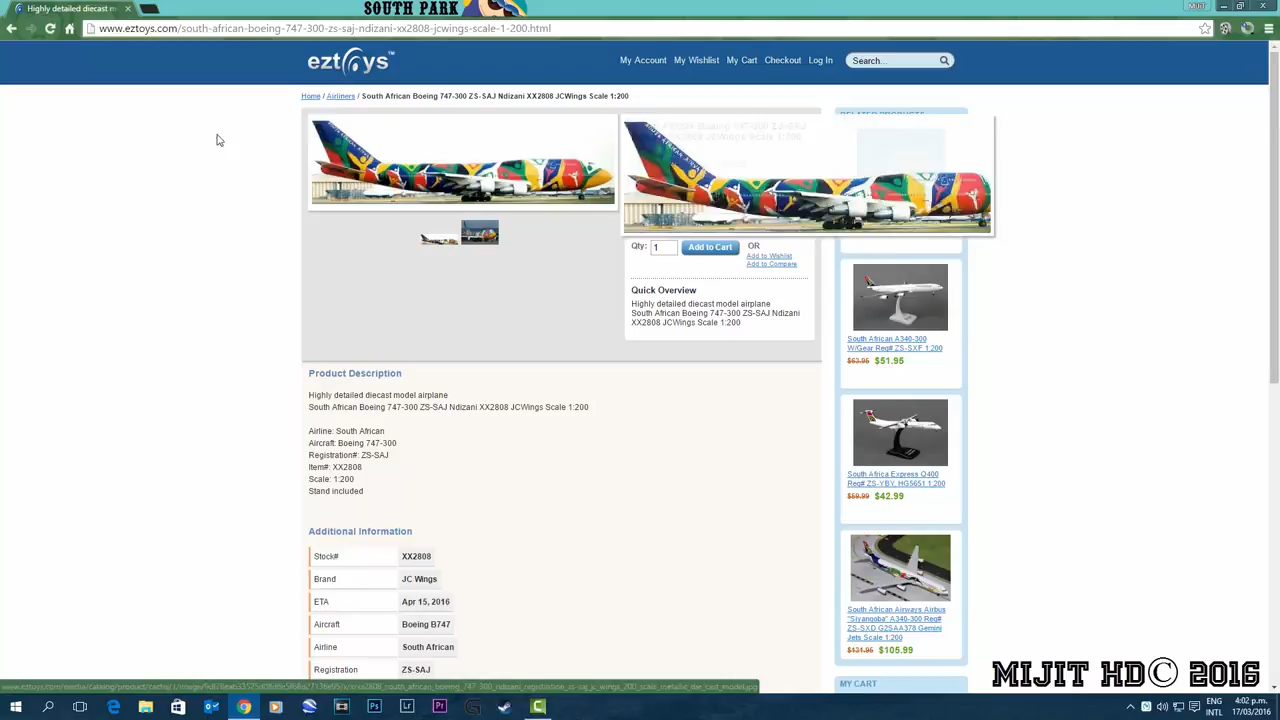 SOUTH PARK
Highly detailed diecast m
MIJIT
www.eztoys.com/south-african-boeing-747-300-zs-saj-ndizani-xx2808-jcwings-scale-1-200.html
eztoys™
My Account My Wishlist My Cart Checkout Log In Search...
Home / Airliners / South African Boeing 747-300 ZS-SAJ Ndizani XX2808 JCWings Scale 1:200
RELATED PRODUCTS
Qty: 1 Add to Cart OR
Add to Wishlist
Add to Compare
Quick Overview
Highly detailed diecast model airplane
South African Boeing 747-300 ZS-SAJ Ndizani
XX2808 JCWings Scale 1:200
South African A340-300
W/Gear Reg# ZS-SXF 1:200
$63.95 $51.95
Product Description
Highly detailed diecast model airplane
South African Boeing 747-300 ZS-SAJ Ndizani XX2808 JCWings Scale 1:200
Airline: South African
Aircraft: Boeing 747-300
Registration#: ZS-SAJ
Item#: XX2808
Scale: 1:200
Stand included
South Africa Express Q400
Reg# ZS-YBY, HG5651 1:200
$59.99 $42.99
Additional Information
Stock# XX2808
Brand JC Wings
ETA Apr 15, 2016
Aircraft Boeing B747
Airline South African
Registration ZS-SAJ
South African Airways Airbus
"Siyanqoba" A340-300 Reg#
ZS-SXD G2SAA378 Gemini
Jets Scale 1:200
$131.95 $105.99
MY CART
MIJIT HD© 2016
ENG
INTL
4:02 p.m.
17/03/2016